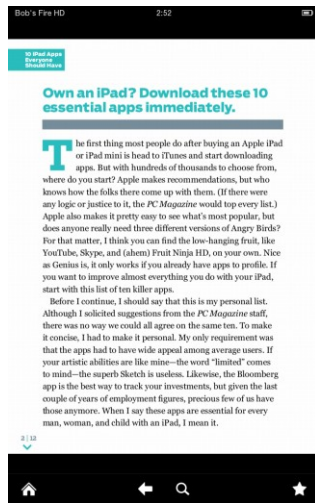 Bob's Fire HD 2:52
10 iPad Apps
Everyone
Should Have
Own an iPad? Download these 10
essential apps immediately.
The first thing most people do after buying an Apple iPad
or iPad mini is head to iTunes and start downloading
apps. But with hundreds of thousands to choose from,
where do you start? Apple makes recommendations, but who
knows how the folks there come up with them. (If there were
any logic or justice to it, the PC Magazine would top every list.)
Apple also makes it pretty easy to see what's most popular, but
does anyone really need three different versions of Angry Birds?
For that matter, I think you can find the low-hanging fruit, like
YouTube, Skype, and (ahem) Fruit Ninja HD, on your own. Nice
as Genius is, it only works if you already have apps to profile. If
you want to improve almost everything you do with your iPad,
start with this list of ten killer apps.
Before I continue, I should say that this is my personal list.
Although I solicited suggestions from the PC Magazine staff,
there was no way we could all agree on the same ten. To make
it concise, I had to make it personal. My only requirement was
that the apps had to have wide appeal among average users. If
your artistic abilities are like mine—the word "limited" comes
to mind—the superb Sketch is useless. Likewise, the Bloomberg
app is the best way to track your investments, but given the last
couple of years of employment figures, precious few of us have
those anymore. When I say these apps are essential for every
man, woman, and child with an iPad, I mean it.
2 | 12